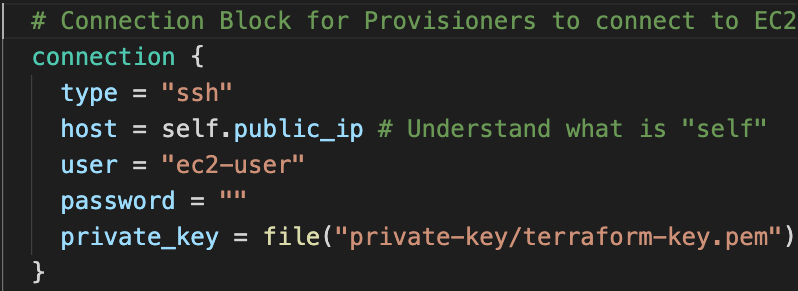 # Connection Block for Provisioners to connect to EC2
connection {
type = "ssh"
host = self.public_ip # Understand what is "self"
user = "ec2-user"
password = ""
private_key = file("private-key/terraform-key.pem")
}